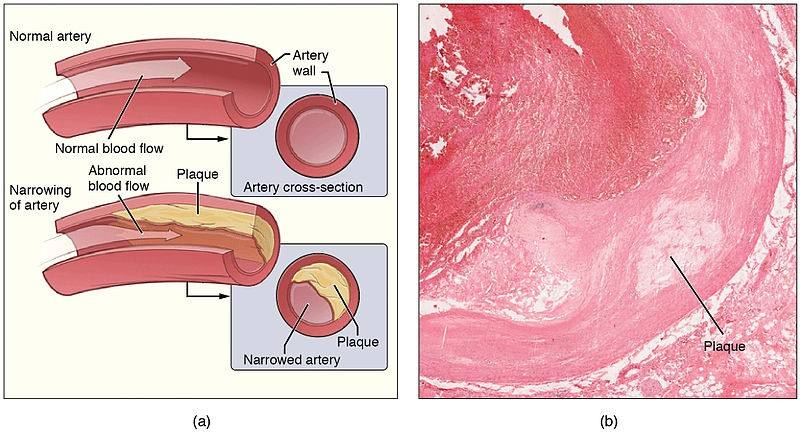 Normal artery
Artery
wall
Normal blood flow
Artery cross-section
Abnormal
blood flow
Plaque
Narrowing
of artery
Plaque
Narrowed artery
Plaque
(a)
(b)